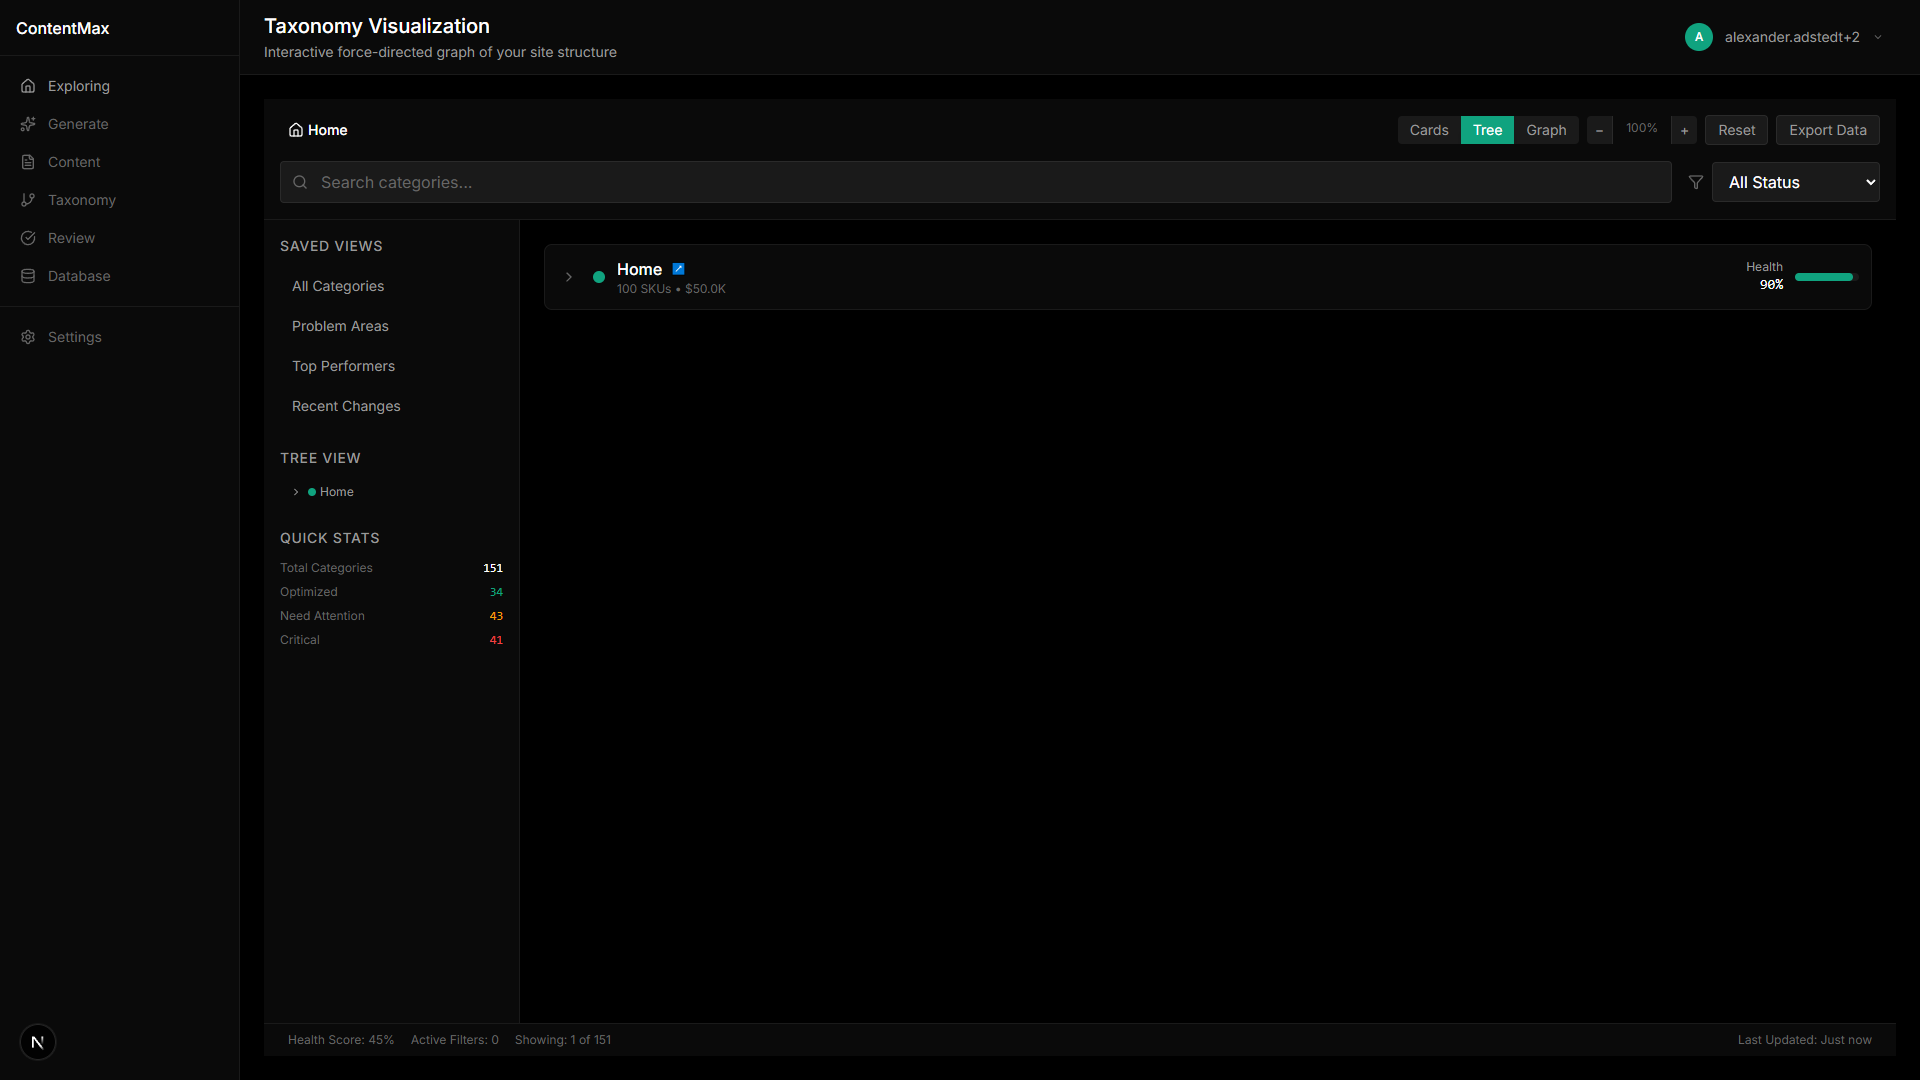 ContentMax
Exploring
Generate
Content
Taxonomy
Review
Database
Settings
N
Taxonomy Visualization
Interactive force-directed graph of your site structure
A
alexander.adstedt+2
Home
Cards
Tree
Graph
−
100%
+
Reset
Export Data
Search categories...
All Status
SAVED VIEWS
All Categories
Problem Areas
Top Performers
Recent Changes
TREE VIEW
Home
QUICK STATS
Total Categories 151
Optimized 34
Need Attention 43
Critical 41
Home
100 SKUs • $50.0K
Health
90%
Health Score: 45% Active Filters: 0 Showing: 1 of 151
Last Updated: Just now